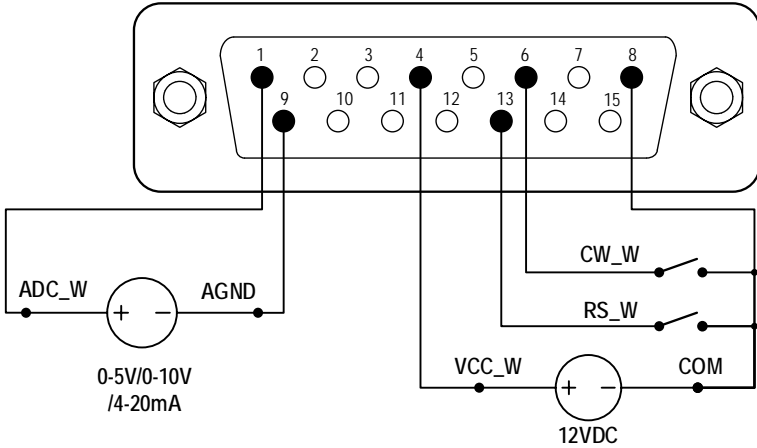 1 2 3 4 5 6 7 8
9 10 11 12 13 14 15
CW_W
ADC_W AGND
RS_W
0-5V/0-10V
/4-20mA
VCC_W COM
12VDC
+ −
+ −